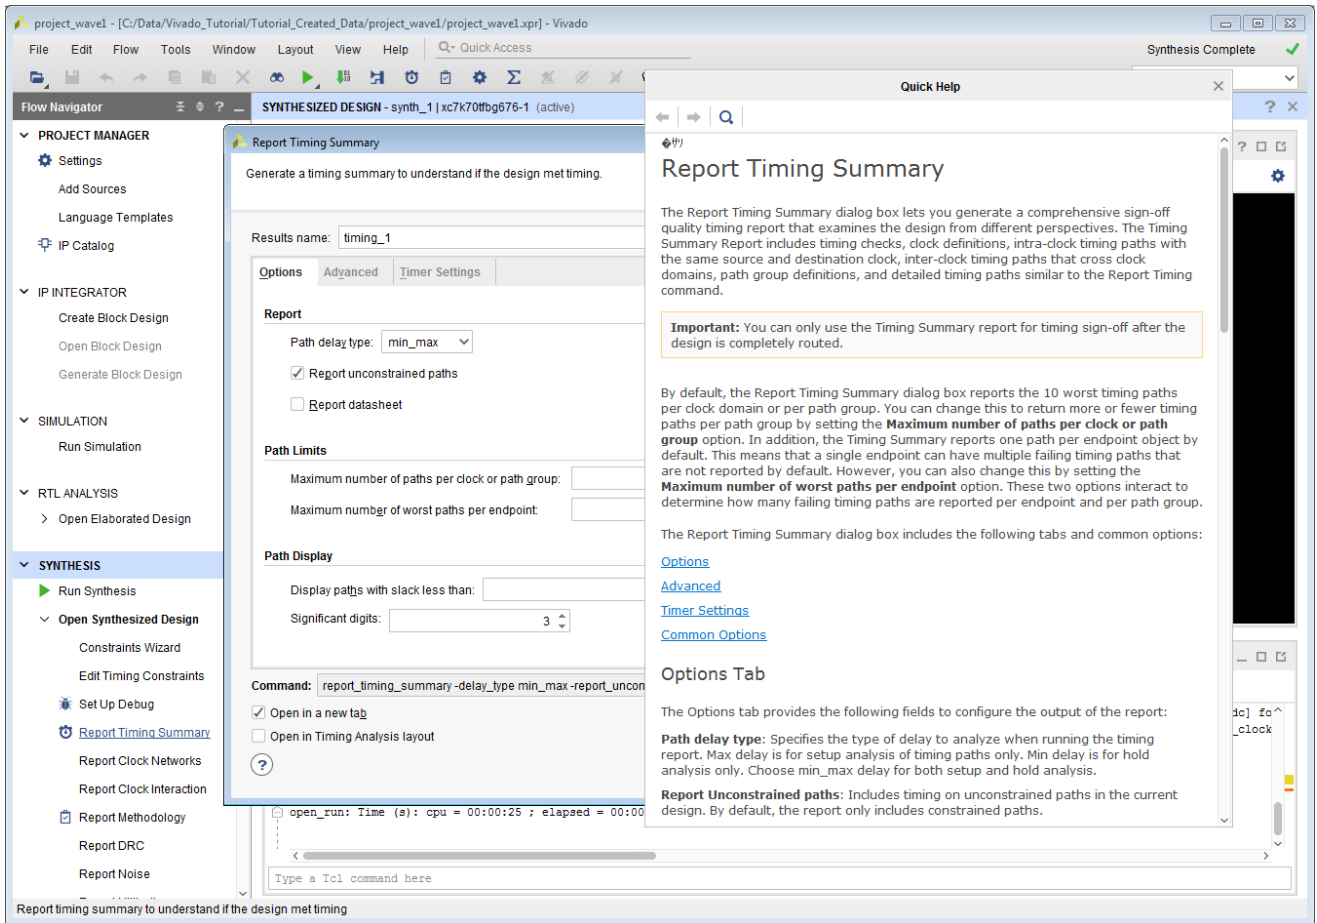 project_wave1 - [C:/Data/Vivado_Tutorial/Tutorial_Created_Data/project_wave1/project_wave1.xpr] - Vivado
File Edit Flow Tools Window Layout View Help Quick Access
Synthesis Complete
Flow Navigator
PROJECT MANAGER
Settings
Add Sources
Language Templates
IP Catalog
IP INTEGRATOR
Create Block Design
Open Block Design
Generate Block Design
SIMULATION
Run Simulation
RTL ANALYSIS
Open Elaborated Design
SYNTHESIS
Run Synthesis
Open Synthesized Design
Constraints Wizard
Edit Timing Constraints
Set Up Debug
Report Timing Summary
Report Clock Networks
Report Clock Interaction
Report Methodology
Report DRC
Report Noise
SYNTHESIZED DESIGN - synth_1 | xc7k70tfbg676-1 (active)
Report Timing Summary
Generate a timing summary to understand if the design met timing.
Results name: timing_1
Options Advanced Timer Settings
Report
Path delay type: min_max
Report unconstrained paths
Report datasheet
Path Limits
Maximum number of paths per clock or path group:
Maximum number of worst paths per endpoint:
Path Display
Display paths with slack less than:
Significant digits: 3
Command: report_timing_summary -delay_type min_max -report_uncon
Open in a new tab
Open in Timing Analysis layout
Quick Help
�サリ
Report Timing Summary
The Report Timing Summary dialog box lets you generate a comprehensive sign-off
quality timing report that examines the design from different perspectives. The Timing
Summary Report includes timing checks, clock definitions, intra-clock timing paths with
the same source and destination clock, inter-clock timing paths that cross clock
domains, path group definitions, and detailed timing paths similar to the Report Timing
command.
Important: You can only use the Timing Summary report for timing sign-off after the
design is completely routed.
By default, the Report Timing Summary dialog box reports the 10 worst timing paths
per clock domain or per path group. You can change this to return more or fewer timing
paths per path group by setting the Maximum number of paths per clock or path
group option. In addition, the Timing Summary reports one path per endpoint object by
default. This means that a single endpoint can have multiple failing timing paths that
are not reported by default. However, you can also change this by setting the
Maximum number of worst paths per endpoint option. These two options interact to
determine how many failing timing paths are reported per endpoint and per path group.
The Report Timing Summary dialog box includes the following tabs and common options:
Options
Advanced
Timer Settings
Common Options
Options Tab
The Options tab provides the following fields to configure the output of the report:
Path delay type: Specifies the type of delay to analyze when running the timing
report. Max delay is for setup analysis of timing paths only. Min delay is for hold
analysis only. Choose min_max delay for both setup and hold analysis.
Report Unconstrained paths: Includes timing on unconstrained paths in the current
design. By default, the report only includes constrained paths.
dc] fo
_clock
open_run: Time (s): cpu = 00:00:25 ; elapsed = 00:00
Type a Tcl command here
Report timing summary to understand if the design met timing